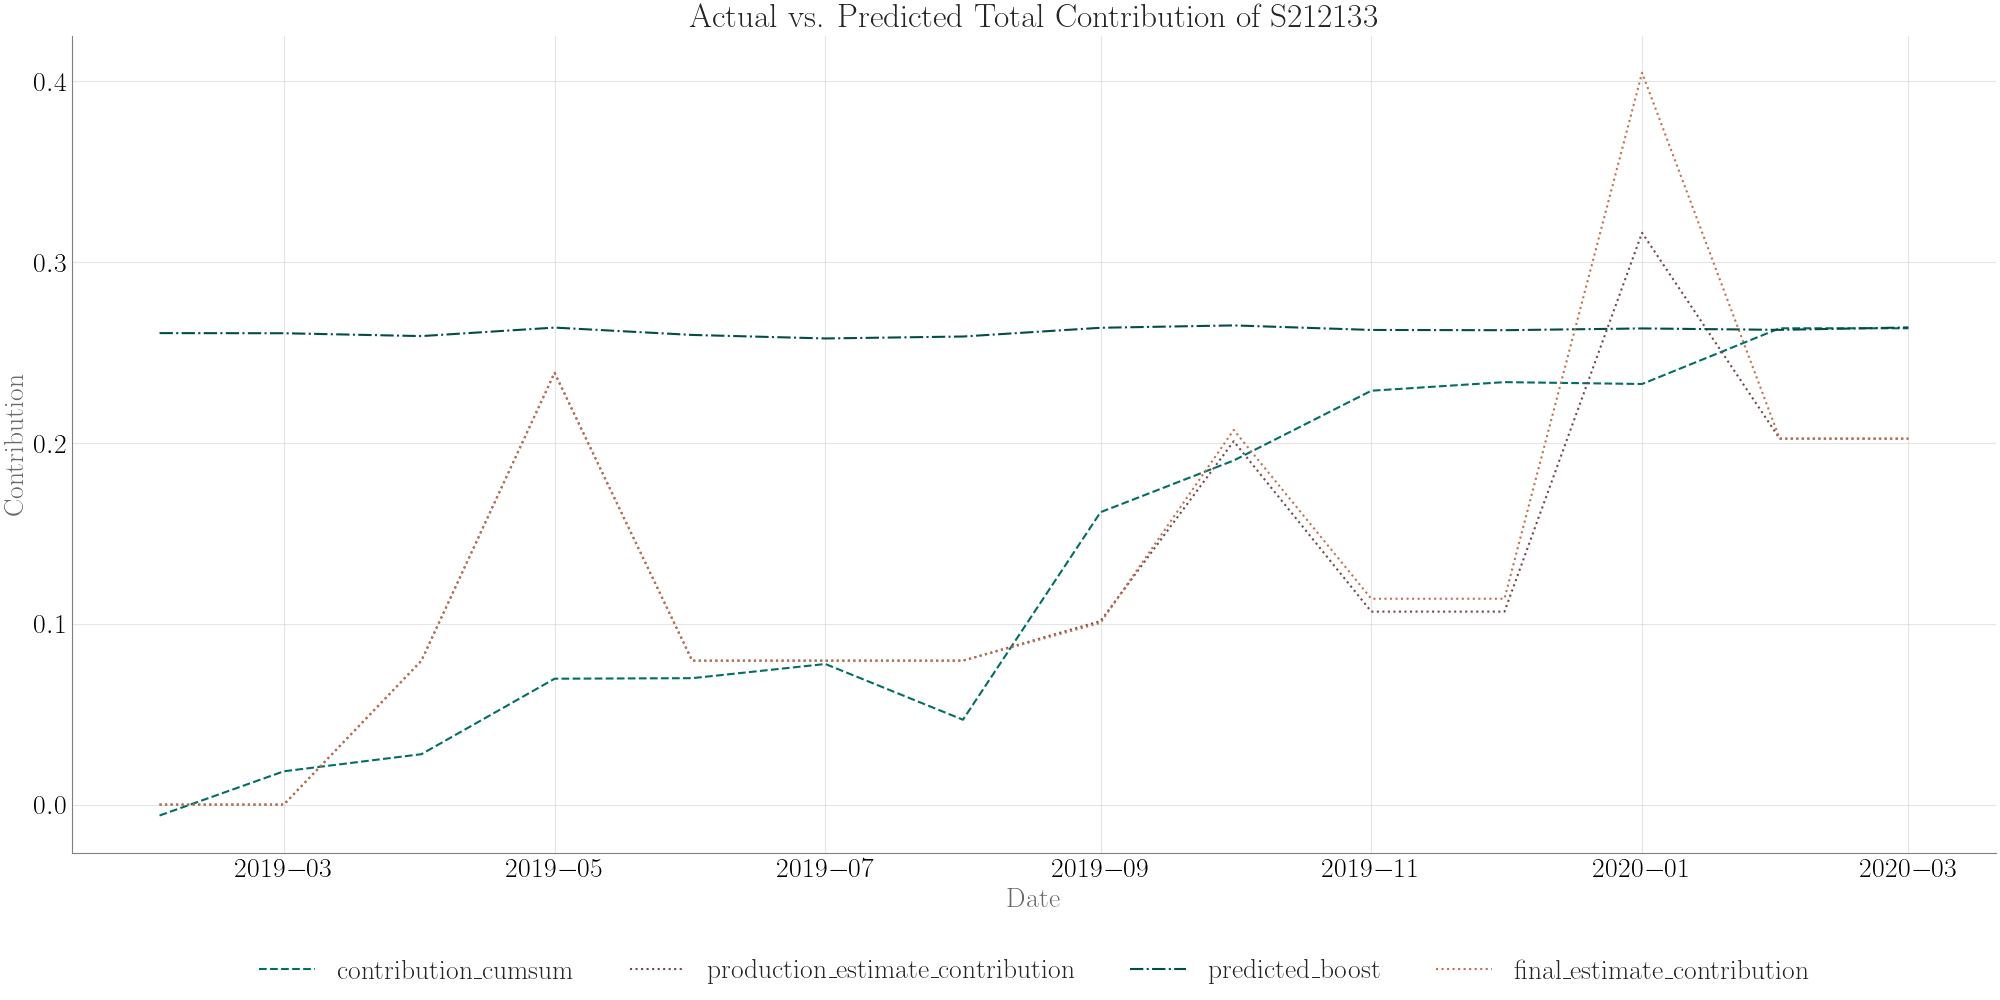 Actual vs. Predicted Total Contribution of S212133
Contribution
0.4
0.3
0.2
0.1
0.0
2019–03 2019–05 2019–07 2019–09 2019–11 2020–01 2020–03
Date
contribution_cumsum production_estimate_contribution predicted_boost final_estimate_contribution